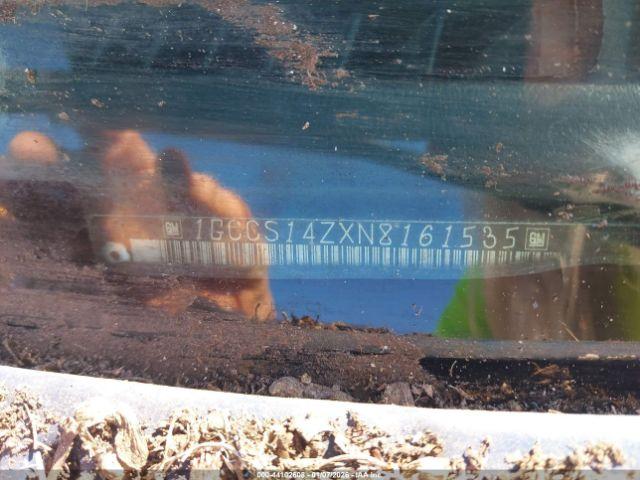 GM 1GCCS14ZXN8161535 GM
000-44102608 - 01/07/2026 - IAA Inc.